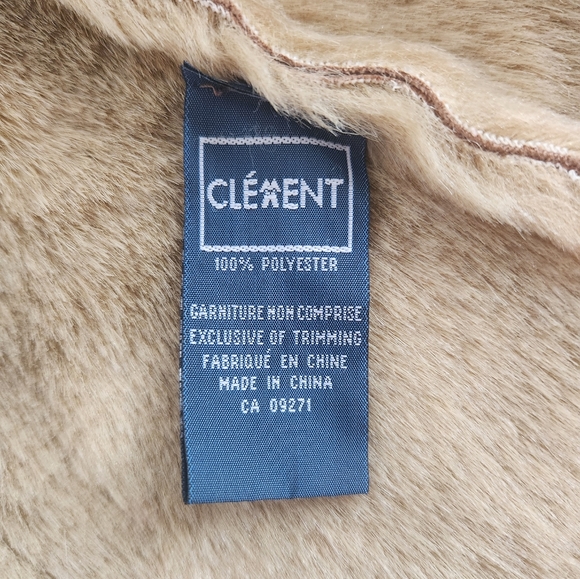 CLÉMENT
100% POLYESTER
GARNITURE NON COMPRISE
EXCLUSIVE OF TRIMMING
FABRIQUÉ EN CHINE
MADE IN CHINA
CA 09271